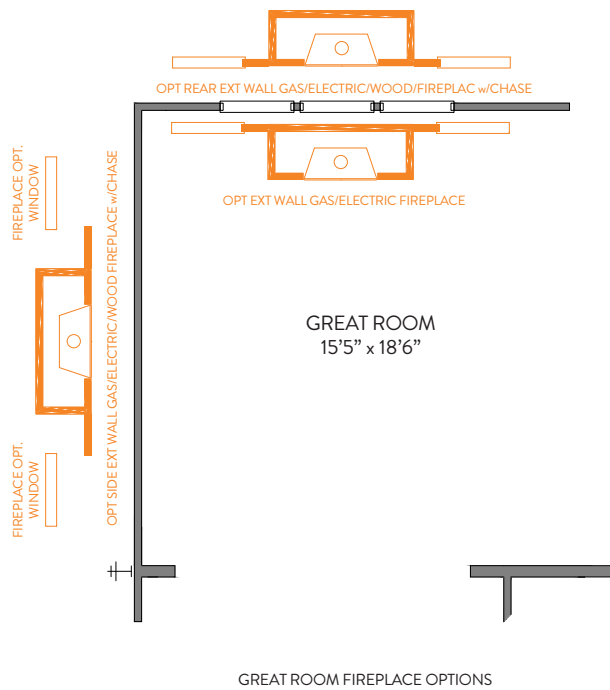 OPT REAR EXT WALL GAS/ELECTRIC/WOOD/FIREPLAC w/CHASE
OPT EXT WALL GAS/ELECTRIC FIREPLACE
FIREPLACE OPT.
WINDOW
OPT SIDE EXT WALL GAS/ELECTRIC/WOOD FIREPLACE w/CHASE
FIREPLACE OPT.
WINDOW
GREAT ROOM
15’5” x 18’6”
GREAT ROOM FIREPLACE OPTIONS